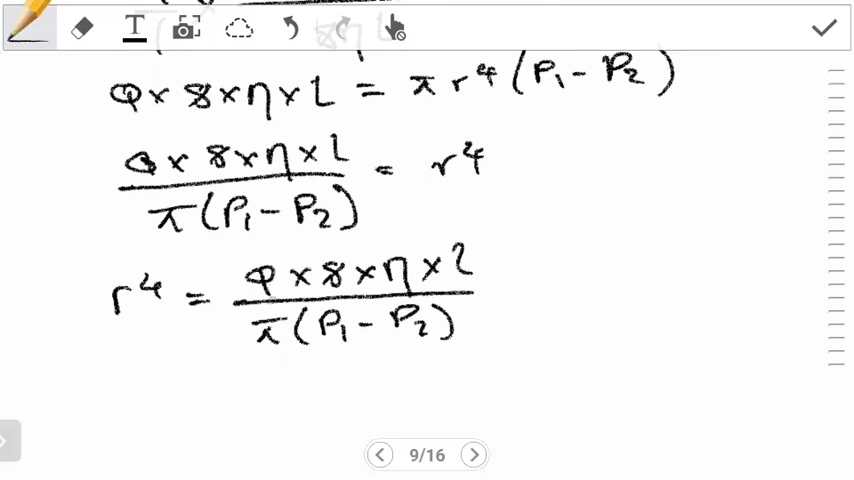 T
Q × 8 × η × L = π r⁴ (P₁ - P₂)
Q × 8 × η × L / π (P₁ - P₂) = r⁴
r⁴ = Q × 8 × η × L / π (P₁ - P₂)
9/16